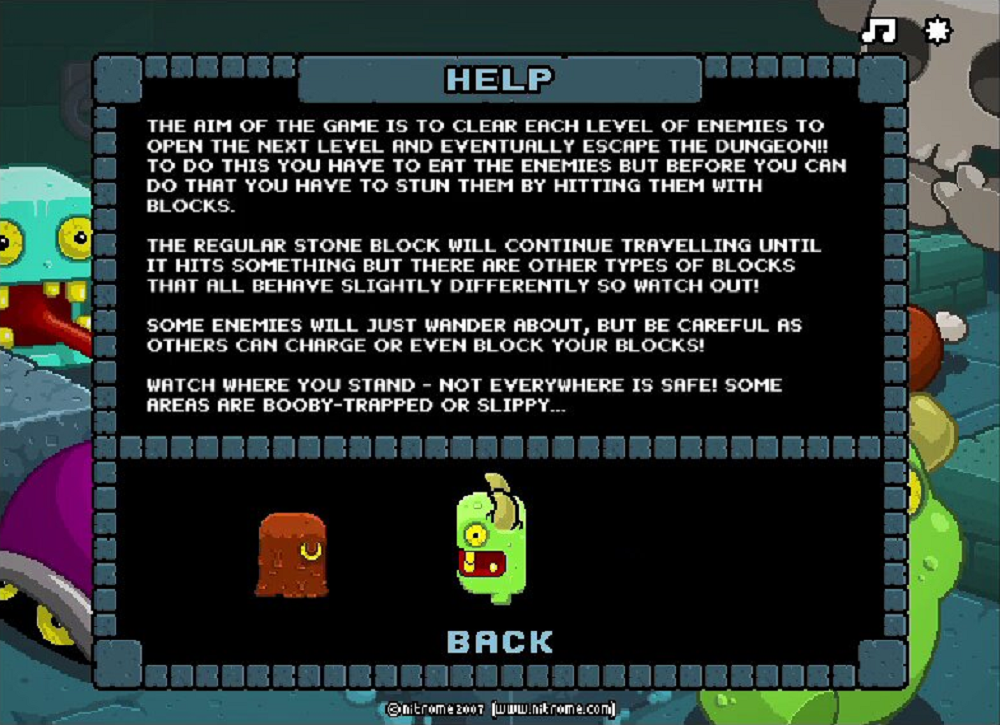 HELP
THE AIM OF THE GAME IS TO CLEAR EACH LEVEL OF ENEMIES TO
OPEN THE NEXT LEVEL AND EVENTUALLY ESCAPE THE DUNGEON!!
TO DO THIS YOU HAVE TO EAT THE ENEMIES BUT BEFORE YOU CAN
DO THAT YOU HAVE TO STUN THEM BY HITTING THEM WITH
BLOCKS.
THE REGULAR STONE BLOCK WILL CONTINUE TRAVELLING UNTIL
IT HITS SOMETHING BUT THERE ARE OTHER TYPES OF BLOCKS
THAT ALL BEHAVE SLIGHTLY DIFFERENTLY SO WATCH OUT!
SOME ENEMIES WILL JUST WANDER ABOUT, BUT BE CAREFUL AS
OTHERS CAN CHARGE OR EVEN BLOCK YOUR BLOCKS!
WATCH WHERE YOU STAND - NOT EVERYWHERE IS SAFE! SOME
AREAS ARE BOOBY-TRAPPED OR SLIPPY...
BACK
©nitrome 2007 (www.nitrome.com)